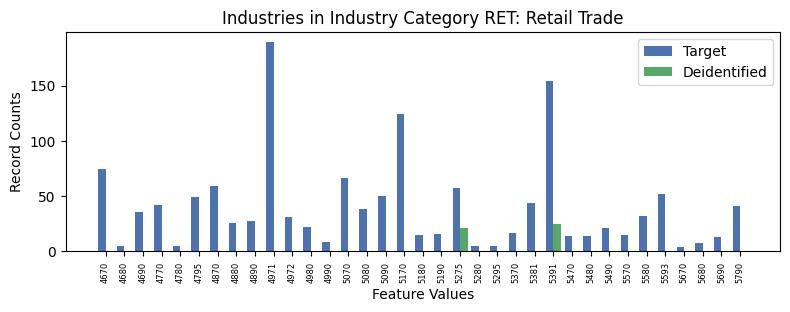 Industries in Industry Category RET: Retail Trade
Target
Deidentified
Record Counts
150
100
50
0
4670 4680 4690 4770 4780 4795 4870 4880 4890 4971 4972 4980 4990 5070 5080 5090 5170 5180 5190 5275 5280 5295 5370 5381 5391 5470 5480 5490 5570 5580 5593 5670 5680 5690 5790
Feature Values